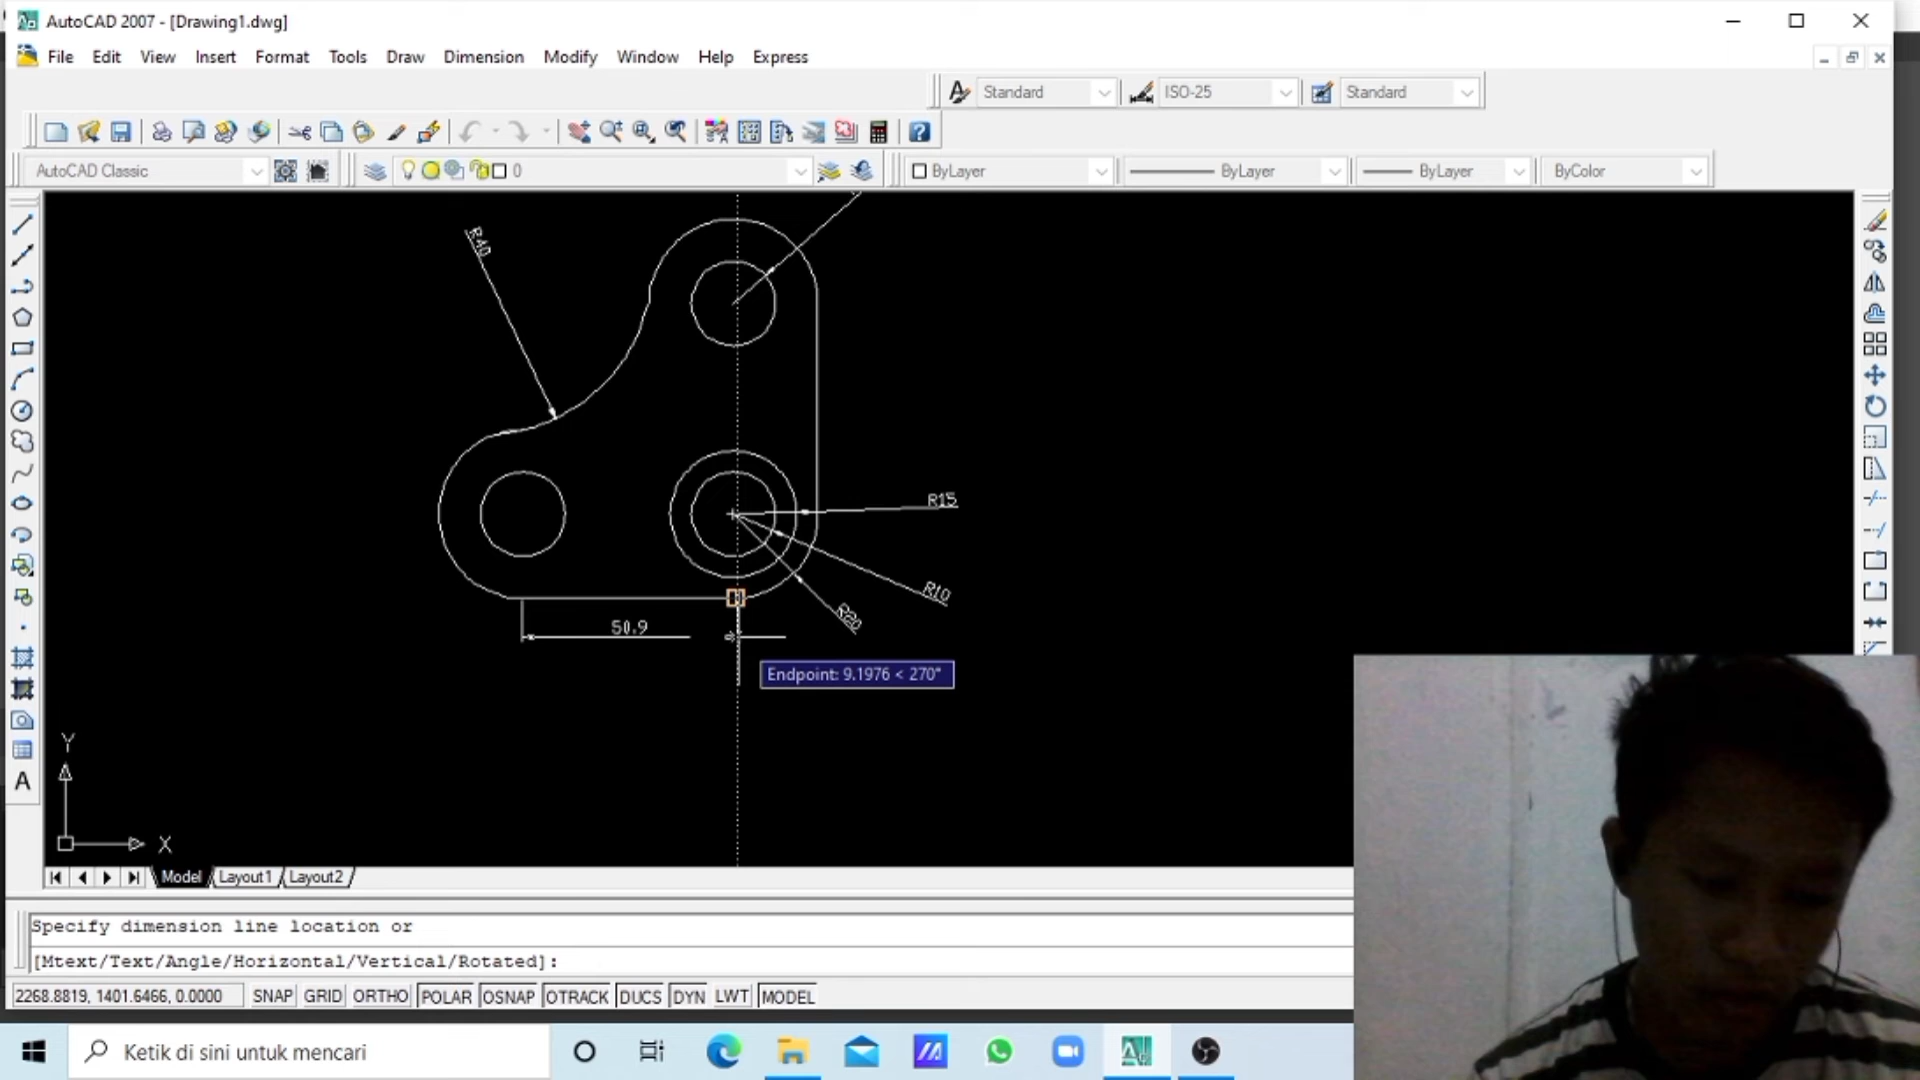 AutoCAD 2007 - [Drawing1.dwg]
File Edit View Insert Format Tools Draw Dimension Modify Window Help Express
Standard ISO-25 Standard
AutoCAD Classic 0 ByLayer ByLayer ByLayer ByColor
R40
R15
R10
R20
50.9
Endpoint: 9.1976 < 270°
Y
X
A
Model Layout1 Layout2
Specify dimension line location or
[Mtext/Text/Angle/Horizontal/Vertical/Rotated]:
2268.8819, 1401.6466, 0.0000 SNAP GRID ORTHO POLAR OSNAP OTRACK DUCS DYN LWT MODEL
Ketik di sini untuk mencari